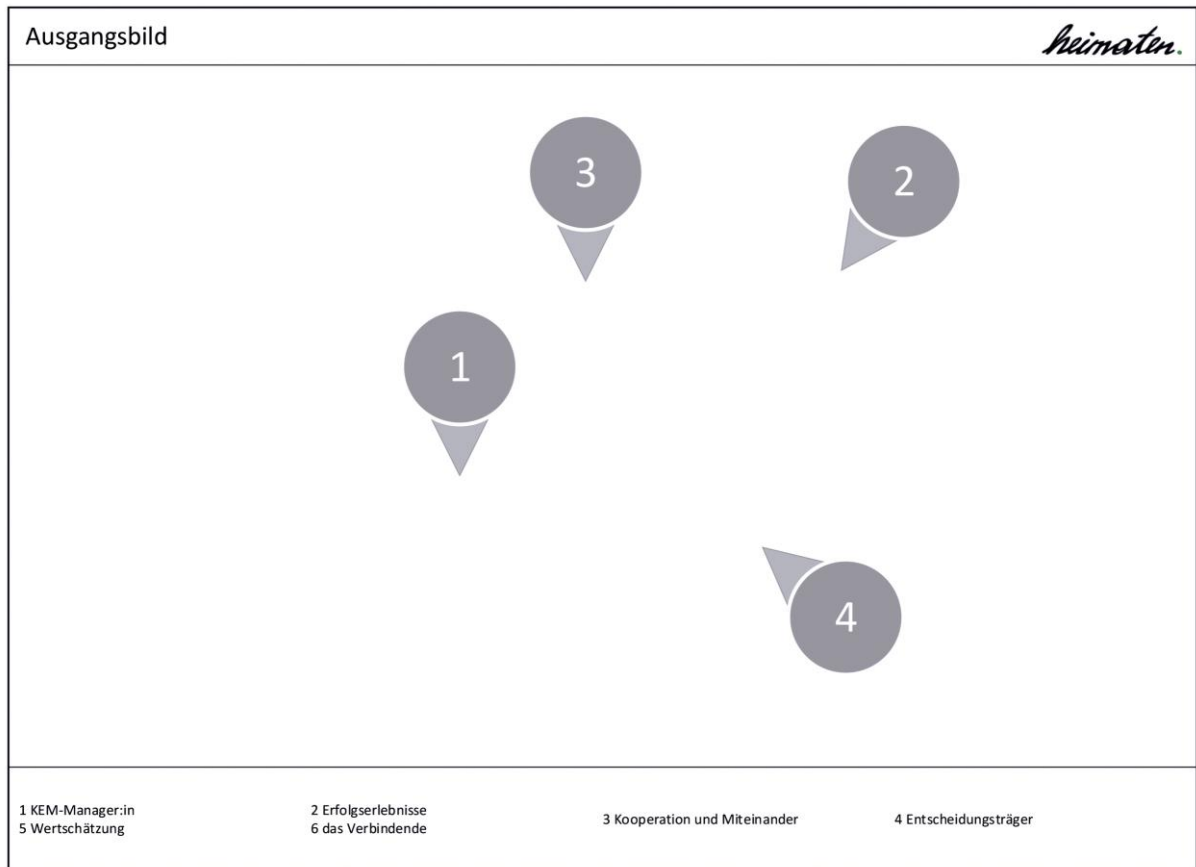 Ausgangsbild
heimaten.
3
2
1
4
1 KEM-Manager:in
5 Wertschätzung
2 Erfolgserlebnisse
6 das Verbindende
3 Kooperation und Miteinander
4 Entscheidungsträger